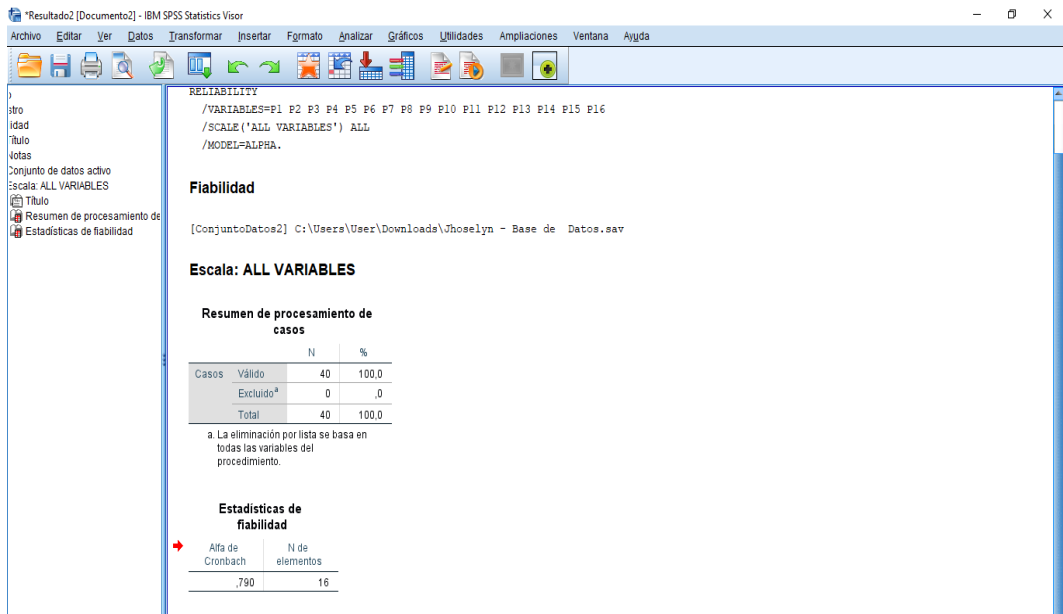 *Resultado2 [Documento2] - IBM SPSS Statistics Visor
Archivo Editar Ver Datos Transformar Insertar Formato Analizar Gráficos Utilidades Ampliaciones Ventana Ayuda
stro
idad
Título
Notas
Conjunto de datos activo
Escala: ALL VARIABLES
Título
Resumen de procesamiento de
Estadísticas de fiabilidad
RELIABILITY
/VARIABLES=P1 P2 P3 P4 P5 P6 P7 P8 P9 P10 P11 P12 P13 P14 P15 P16
/SCALE('ALL VARIABLES') ALL
/MODEL=ALPHA.
Fiabilidad
[ConjuntoDatos2] C:\Users\User\Downloads\Jhoselyn - Base de Datos.sav
Escala: ALL VARIABLES
Resumen de procesamiento de
casos
N %
Casos Válido 40 100,0
Excluido a 0 ,0
Total 40 100,0
a. La eliminación por lista se basa en
todas las variables del
procedimiento.
Estadísticas de
fiabilidad
Alfa de N de
Cronbach elementos
,790 16